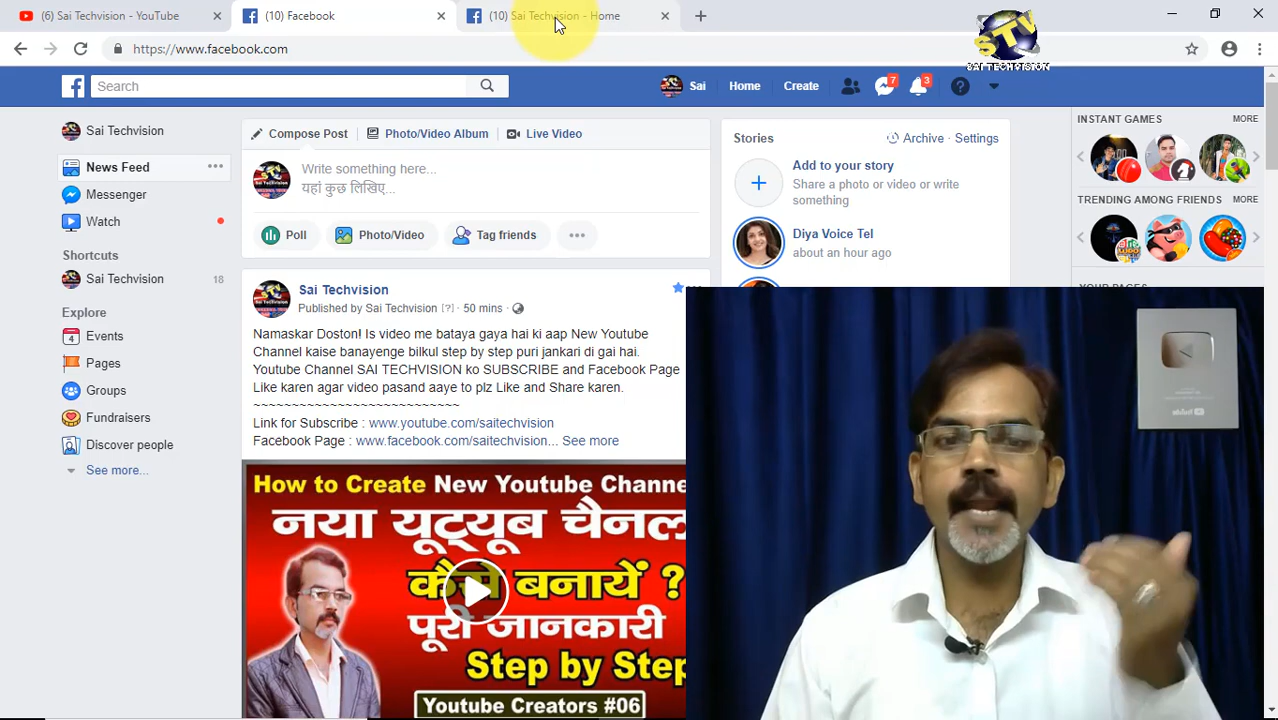 (6) Sai Techvision - YouTube
(10) Facebook
(10) Sai Techvision - Home
https://www.facebook.com
STV
SAI TECHVISION
Search
Sai
Home
Create
7
3
Sai Techvision
News Feed
Messenger
Watch
Shortcuts
Sai Techvision 18
Explore
4
Events
Pages
Groups
Fundraisers
Discover people
See more...
Compose Post
Photo/Video Album
Live Video
Write something here...
यहां कुछ लिखिए...
Poll
Photo/Video
Tag friends
Sai Techvision
Published by Sai Techvision [?] · 50 mins ·
Namaskar Doston! Is video me bataya gaya hai ki aap New Youtube
Channel kaise banayenge bilkul step by step puri jankari di gai hai.
Youtube Channel SAI TECHVISION ko SUBSCRIBE and Facebook Page
Like karen agar video pasand aaye to plz Like and Share karen.
~~~~~~~~~~~~~~~~~~~~~~~~~~
Link for Subscribe : www.youtube.com/saitechvision
Facebook Page : www.facebook.com/saitechvision... See more
How to Create New Youtube Channe
नया यूट्यूब चैनल
कैसे बनायें ?
पूरी जानकारी
Step by Step
Youtube Creators #06
Stories
Archive · Settings
Add to your story
Share a photo or video or write
something
Diya Voice Tel
about an hour ago
INSTANT GAMES
MORE
TRENDING AMONG FRIENDS
MORE